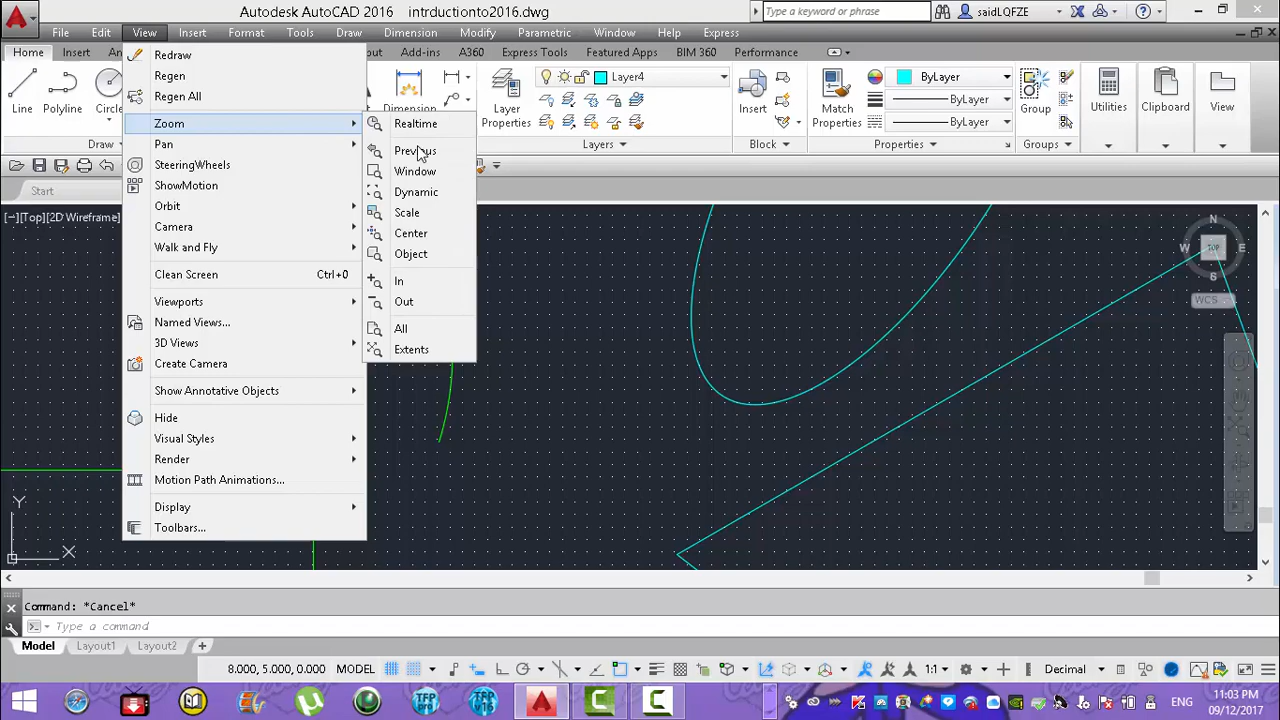 Autodesk AutoCAD 2016 intrductionto2016.dwg
Type a keyword or phrase
saidLQFZE
File Edit View Insert Format Tools Draw Dimension Modify Parametric Window Help Express
Home Insert out Add-ins A360 Express Tools Featured Apps BIM 360 Performance
Line Polyline Circle Dimension Layer Properties Layer4 Insert Match Properties ByLayer Group Utilities Clipboard View
ByLayer
ByLayer
Draw Layers Block Properties Groups
Start
[−][Top][2D Wireframe]
Redraw
Regen
Regen All
Zoom
Pan
SteeringWheels
ShowMotion
Orbit
Camera
Walk and Fly
Clean Screen Ctrl+0
Viewports
Named Views...
3D Views
Create Camera
Show Annotative Objects
Hide
Visual Styles
Render
Motion Path Animations...
Display
Toolbars...
Realtime
Previous
Window
Dynamic
Scale
Center
Object
In
Out
All
Extents
N
W TOP E
S
WCS
Y
X
Command: *Cancel*
Type a command
Model Layout1 Layout2
8.000, 5.000, 0.000 MODEL 1:1 Decimal
TFP pro TRP V16 ENG 11:03 PM
09/12/2017